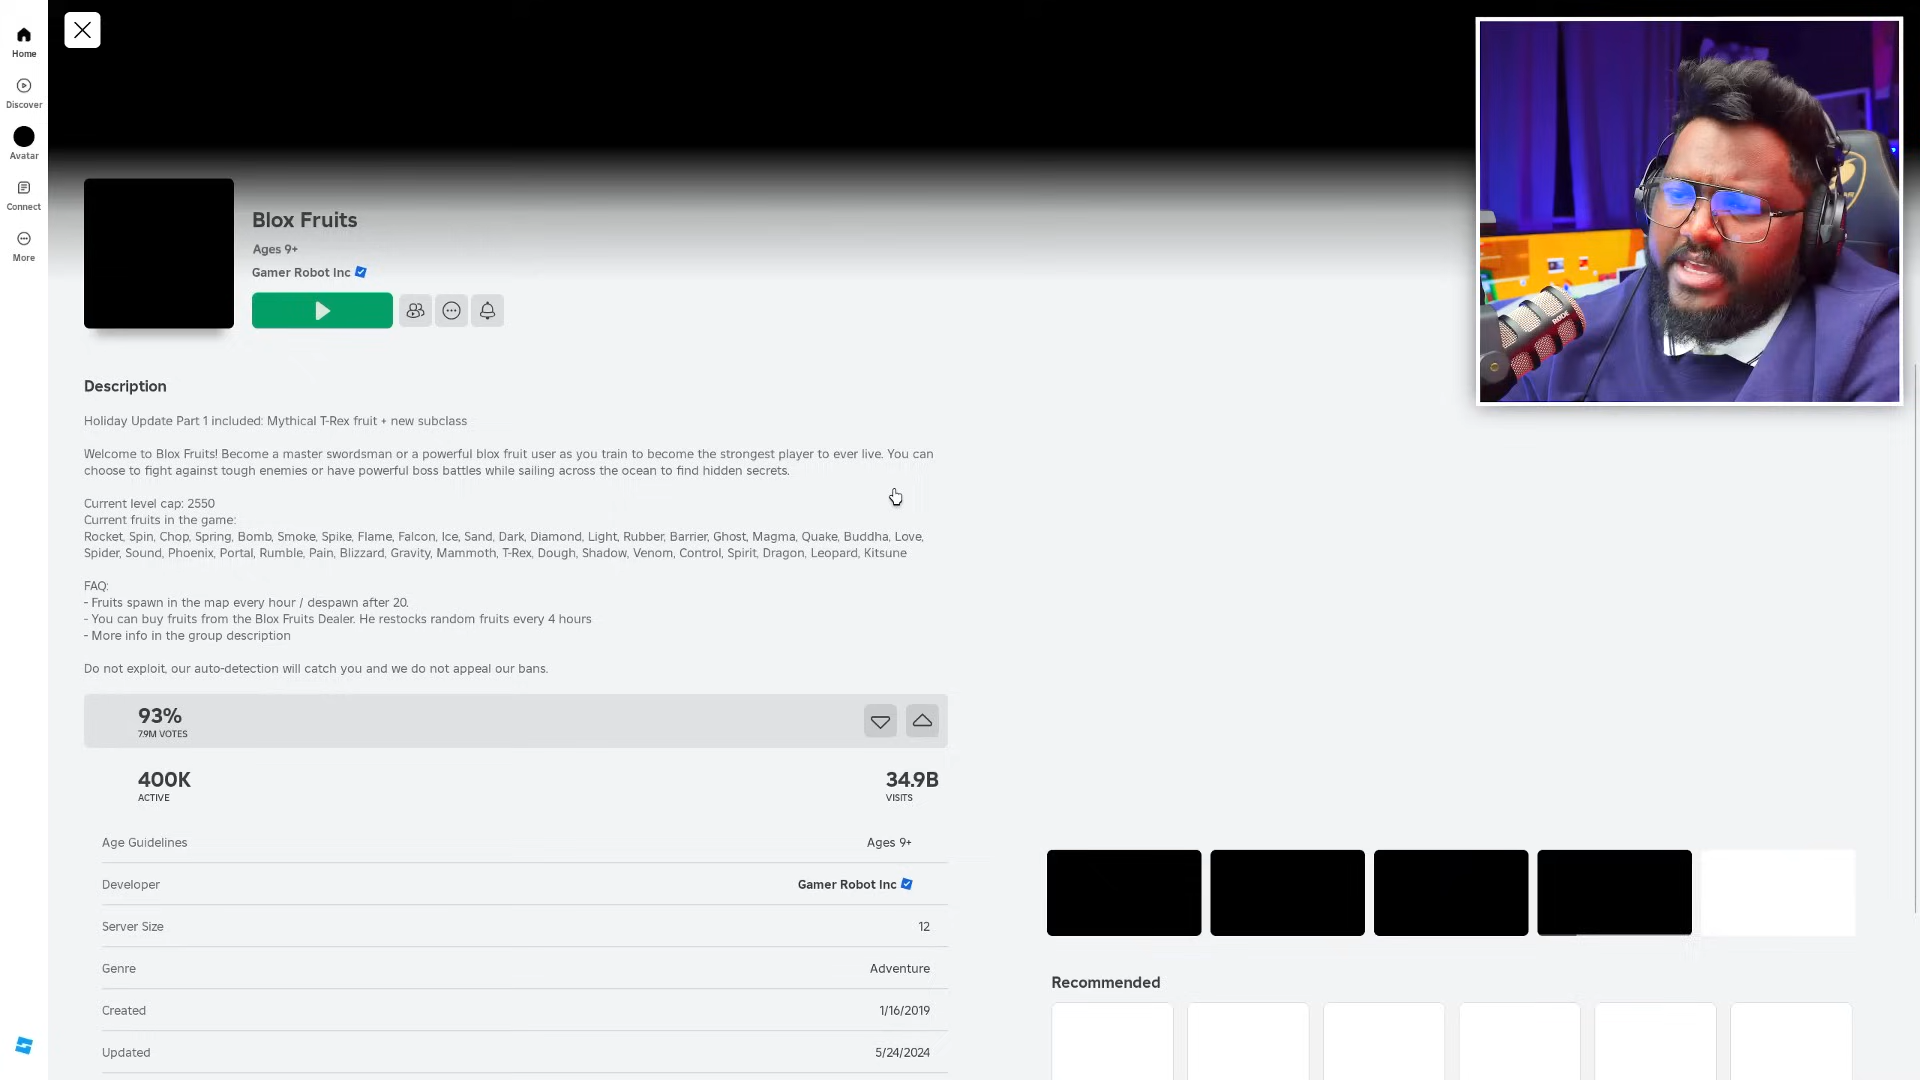 Home
Discover
Avatar
Connect
More
Blox Fruits
Ages 9+
Gamer Robot Inc
Description
Holiday Update Part 1 included: Mythical T-Rex fruit + new subclass
Welcome to Blox Fruits! Become a master swordsman or a powerful blox fruit user as you train to become the strongest player to ever live. You can
choose to fight against tough enemies or have powerful boss battles while sailing across the ocean to find hidden secrets.
Current level cap: 2550
Current fruits in the game:
Rocket, Spin, Chop, Spring, Bomb, Smoke, Spike, Flame, Falcon, Ice, Sand, Dark, Diamond, Light, Rubber, Barrier, Ghost, Magma, Quake, Buddha, Love,
Spider, Sound, Phoenix, Portal, Rumble, Pain, Blizzard, Gravity, Mammoth, T-Rex, Dough, Shadow, Venom, Control, Spirit, Dragon, Leopard, Kitsune
FAQ:
- Fruits spawn in the map every hour / despawn after 20.
- You can buy fruits from the Blox Fruits Dealer. He restocks random fruits every 4 hours
- More info in the group description
Do not exploit, our auto-detection will catch you and we do not appeal our bans.
93%
7.9M VOTES
400K
ACTIVE
34.9B
VISITS
Age Guidelines Ages 9+
Developer Gamer Robot Inc
Server Size 12
Genre Adventure
Created 1/16/2019
Updated 5/24/2024
Recommended
RODE